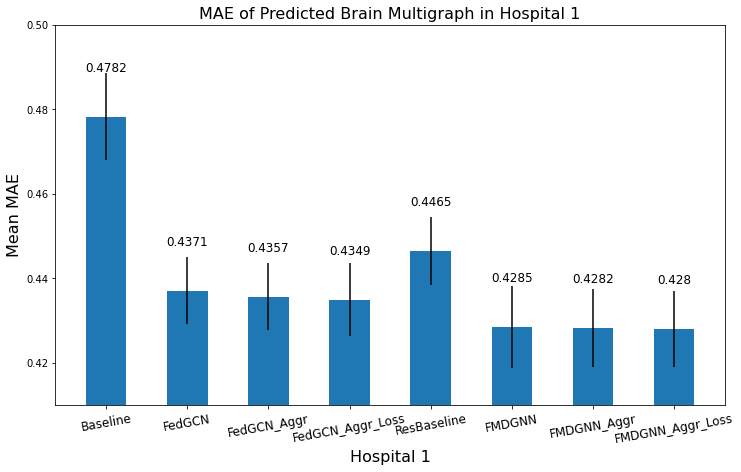 MAE of Predicted Brain Multigraph in Hospital 1
0.50
0.48
0.46
0.44
0.42
Mean MAE
0.4782
0.4371
0.4357
0.4349
0.4465
0.4285
0.4282
0.428
Baseline
FedGCN
FedGCN_Aggr
FedGCN_Aggr_Loss
ResBaseline
FMDGNN
FMDGNN_Aggr
FMDGNN_Aggr_Loss
Hospital 1